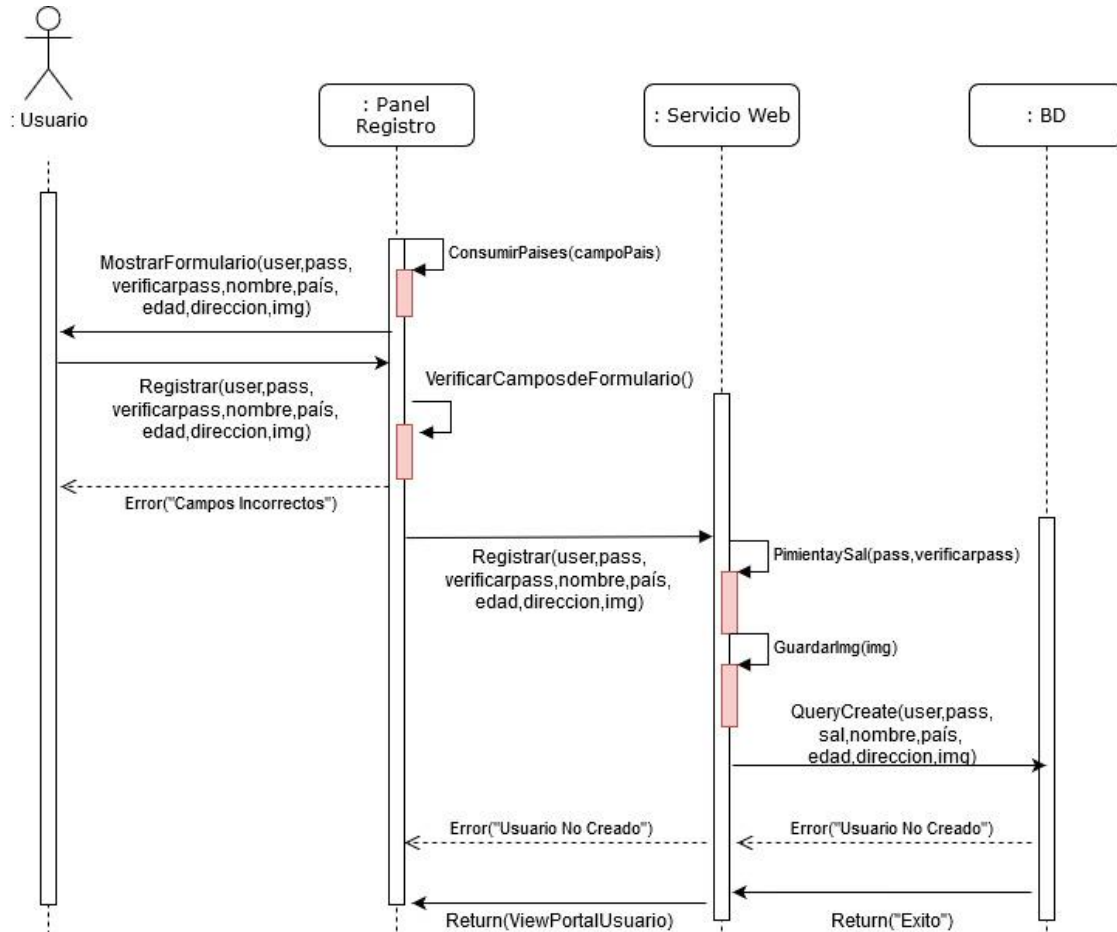 : Usuario
: Panel
Registro
: Servicio Web
: BD
ConsumirPaises(campoPais)
MostrarFormulario(user,pass,
verificarpass,nombre,país,
edad,direccion,img)
Registrar(user,pass,
verificarpass,nombre,país,
edad,direccion,img)
VerificarCamposdeFormulario()
Error("Campos Incorrectos")
Registrar(user,pass,
verificarpass,nombre,país,
edad,direccion,img)
PimientaySal(pass,verificarpass)
GuardarImg(img)
QueryCreate(user,pass,
sal,nombre,país,
edad,direccion,img)
Error("Usuario No Creado")
Error("Usuario No Creado")
Return(ViewPortalUsuario)
Return("Exito")